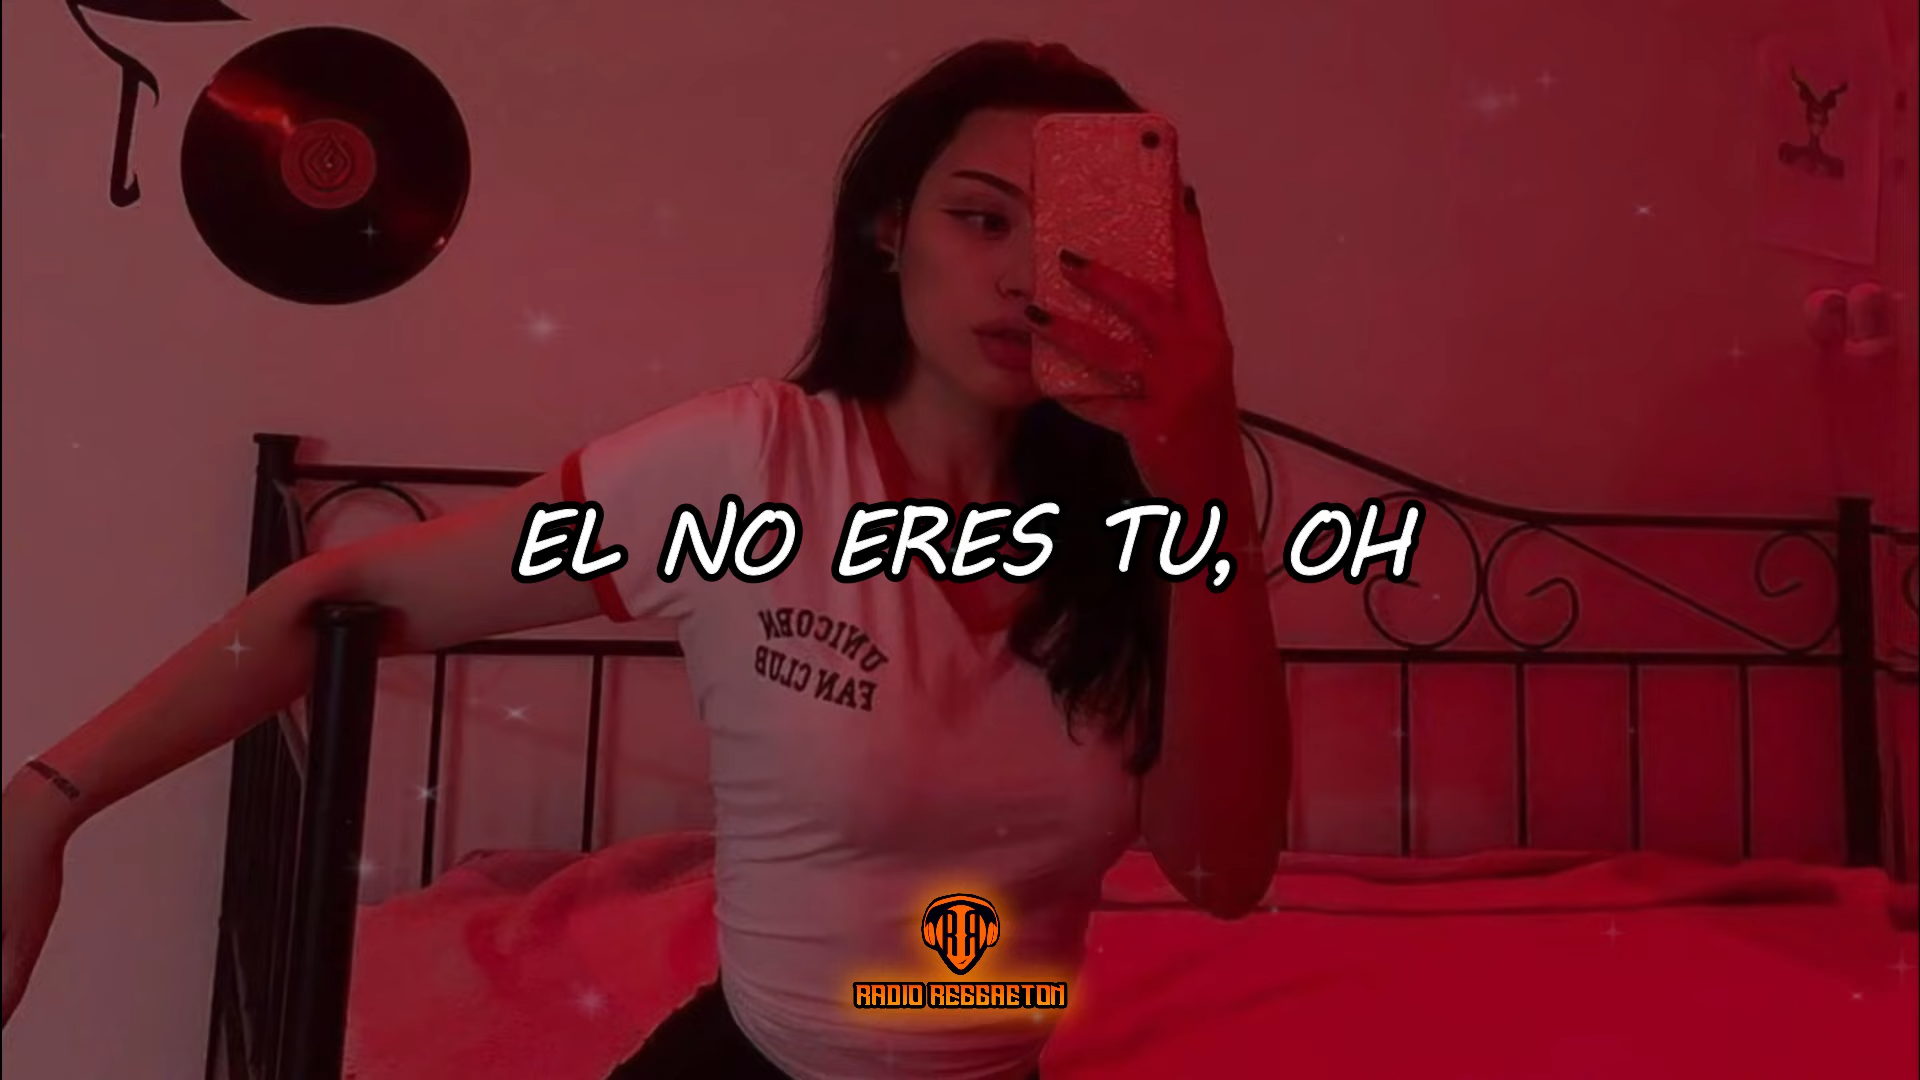 EL NO ERES TU, OH
UNICORN
FAN CLUB
RADIO REGGAETON